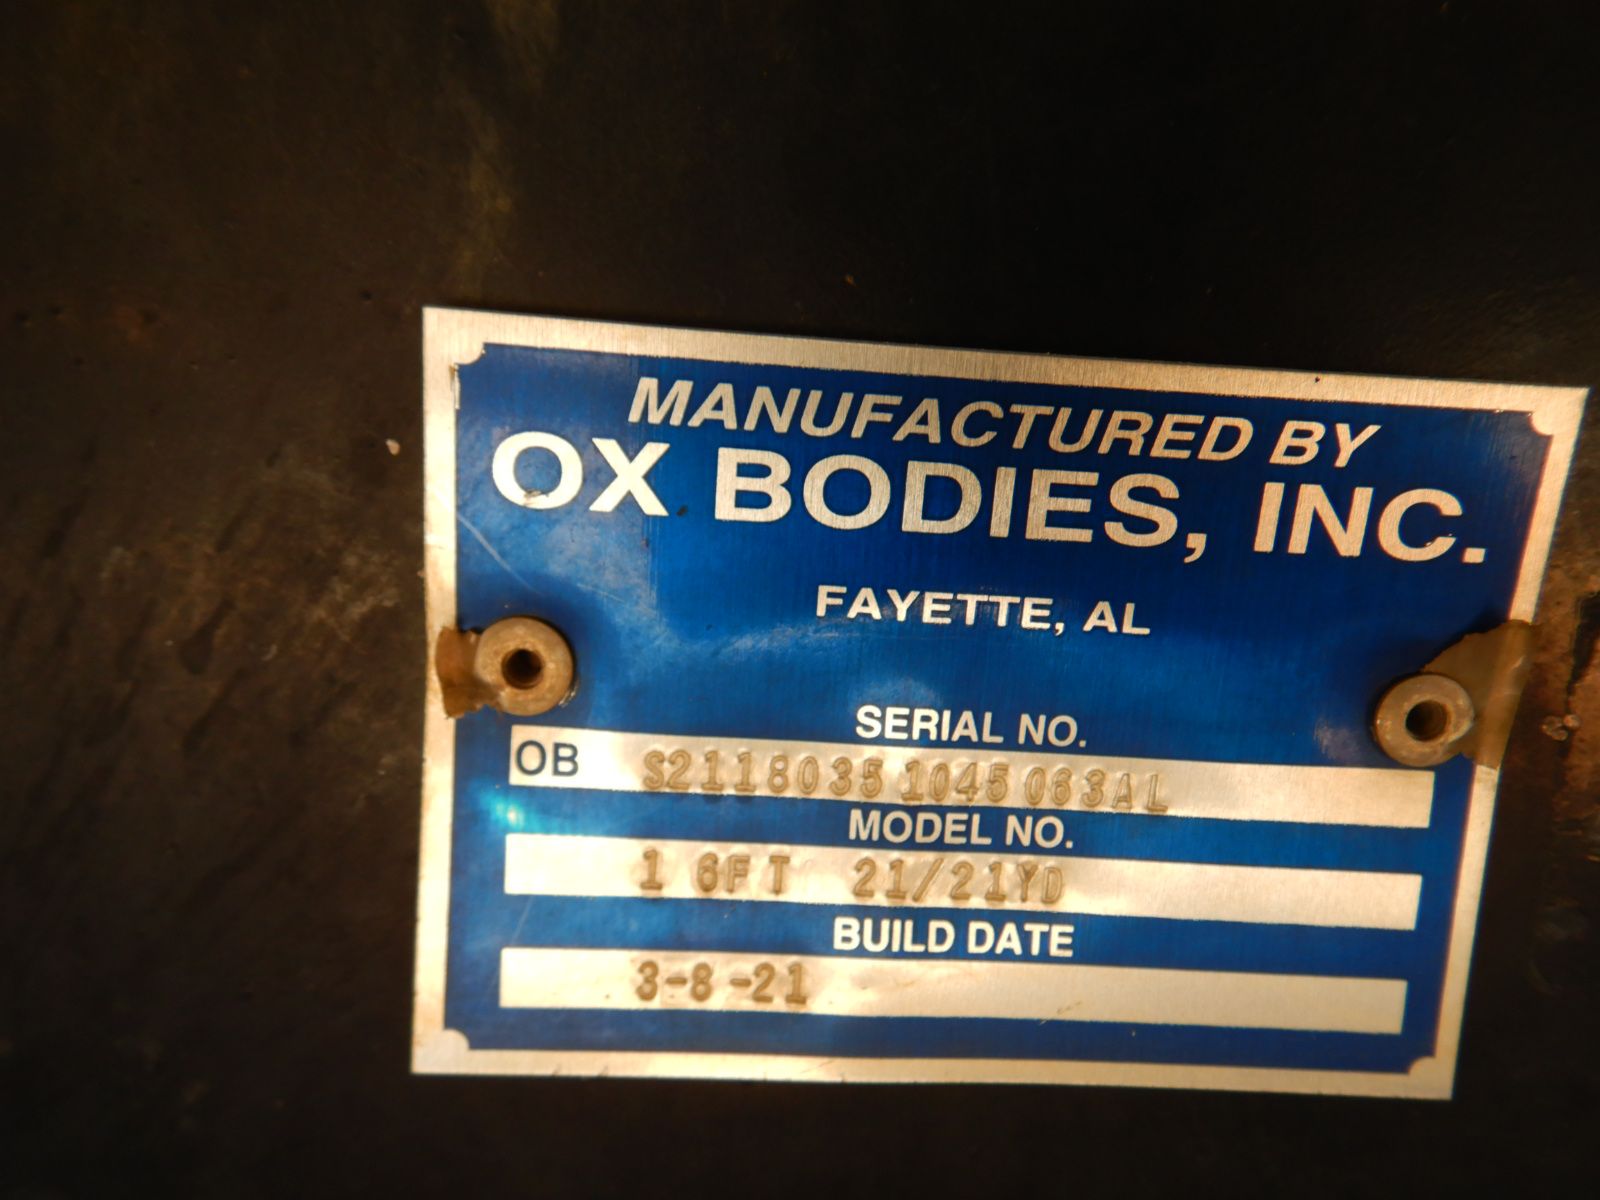 MANUFACTURED BY
OX BODIES, INC.
FAYETTE, AL
SERIAL NO.
OB S21180351045063AL
MODEL NO.
16FT 21/21YD
BUILD DATE
3-8-21